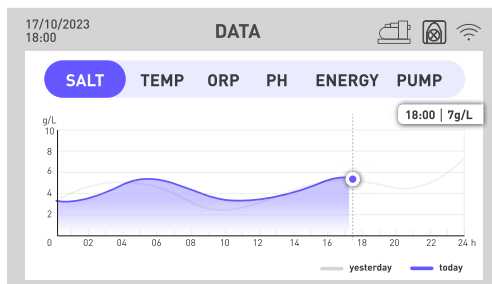 17/10/2023
18:00
DATA
SALT TEMP ORP PH ENERGY PUMP
18:00 | 7g/L
g/L
10
8
6
4
2
0 02 04 06 08 10 12 14 16 18 20 22 24 h
yesterday today